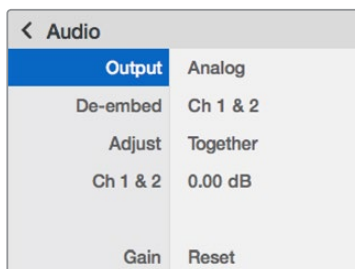 < Audio
Output Analog
De-embed Ch 1 & 2
Adjust Together
Ch 1 & 2 0.00 dB
Gain Reset